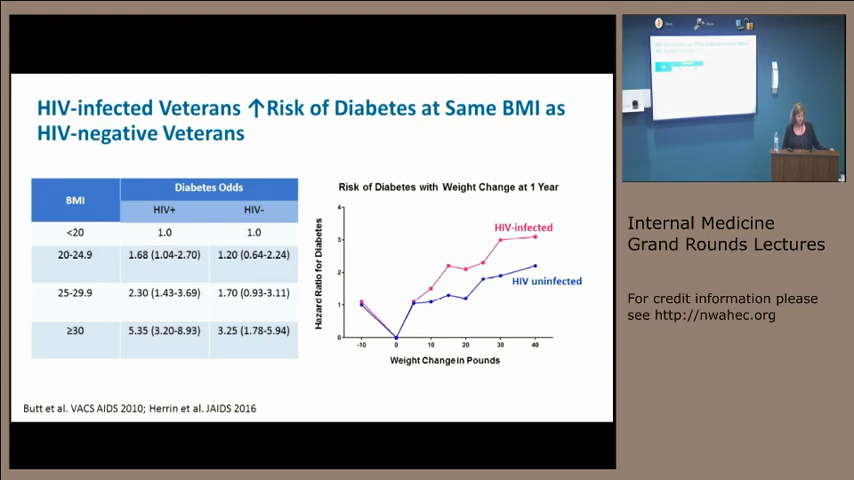 HIV-infected Veterans ↑Risk of Diabetes at Same BMI as
HIV-negative Veterans
BMI
Diabetes Odds
HIV+ HIV-
<20 1.0 1.0
20-24.9 1.68 (1.04-2.70) 1.20 (0.64-2.24)
25-29.9 2.30 (1.43-3.69) 1.70 (0.93-3.11)
≥30 5.35 (3.20-8.93) 3.25 (1.78-5.94)
Risk of Diabetes with Weight Change at 1 Year
Hazard Ratio for Diabetes
4
3
2
1
0
HIV-infected
HIV uninfected
-10 0 10 20 30 40
Weight Change in Pounds
Butt et al. VACS AIDS 2010; Herrin et al. JAIDS 2016
Internal Medicine
Grand Rounds Lectures
For credit information please
see http://nwahec.org